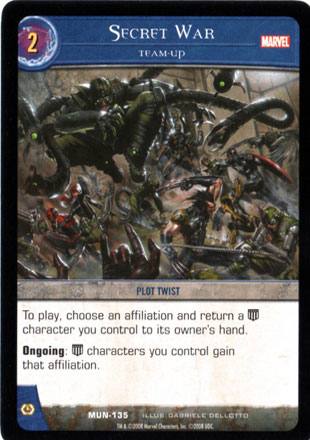 2
SECRET WAR
TEAM-UP
MARVEL
PLOT TWIST
To play, choose an affiliation and return a
character you control to its owner's hand.
Ongoing: characters you control gain
that affiliation.
MUN-135 ILLUS: GABRIELE DELLOTTO
TM & ©2008 Marvel Characters, Inc. ©2008 UDC.